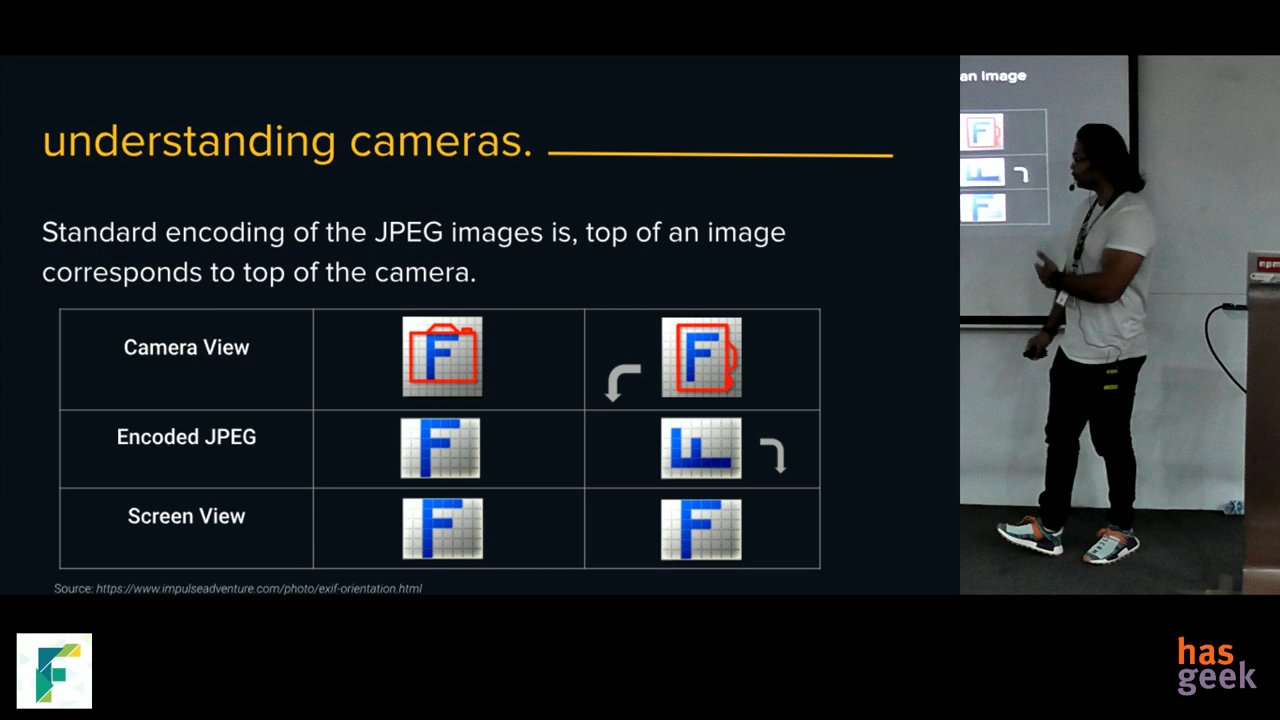 understanding cameras.
Standard encoding of the JPEG images is, top of an image
corresponds to top of the camera.
Camera View
F
F
Encoded JPEG
F
F
Screen View
F
F
Source: https://www.impulseadventure.com/photo/exif-orientation.html
an image
F
F
F
npm
F
has
geek